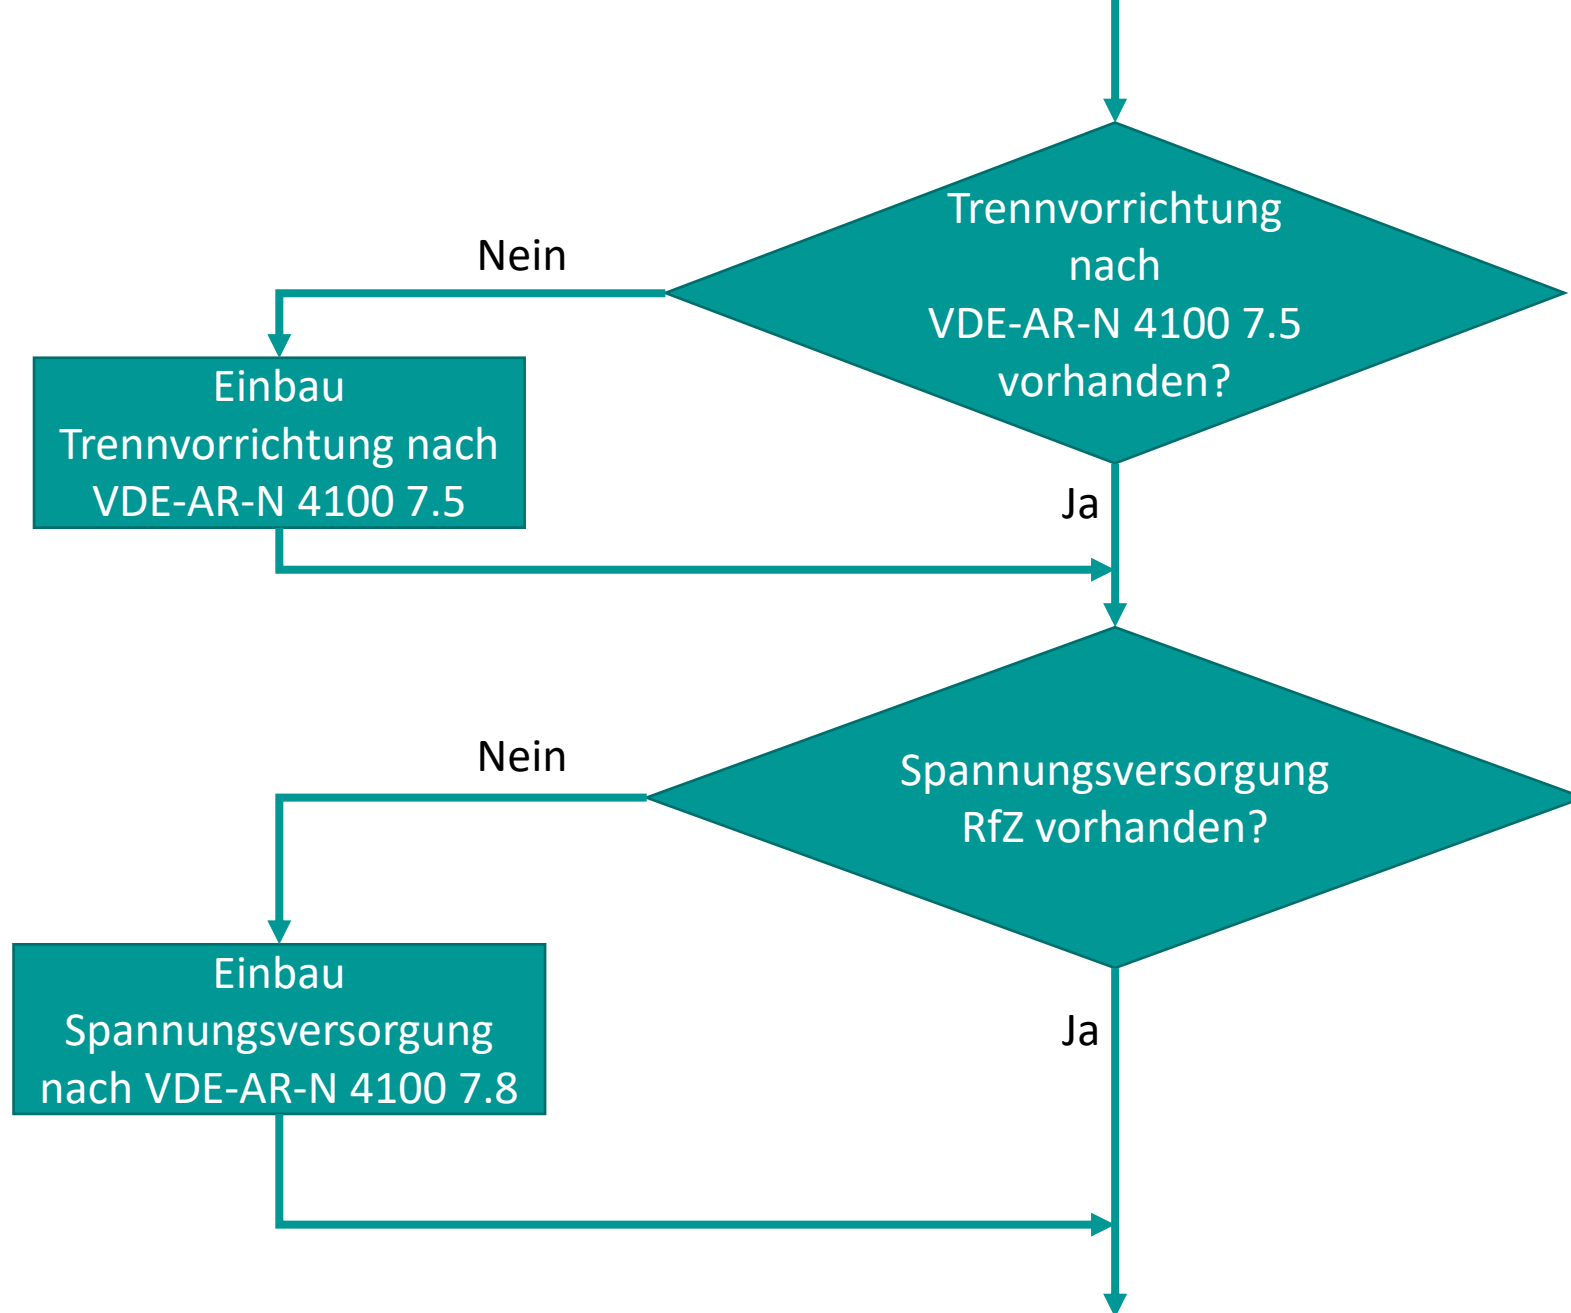 Trennvorrichtung
nach
VDE-AR-N 4100 7.5
vorhanden?
Nein
Einbau
Trennvorrichtung nach
VDE-AR-N 4100 7.5
Ja
Spannungsversorgung
RfZ vorhanden?
Nein
Einbau
Spannungsversorgung
nach VDE-AR-N 4100 7.8
Ja